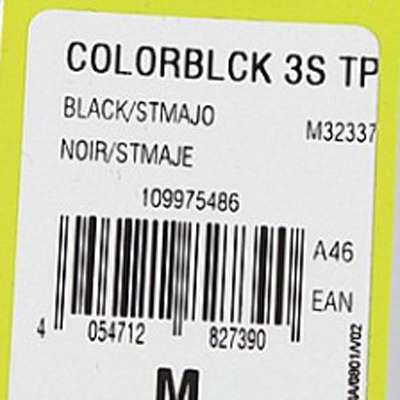 COLORBLCK 3S TP
BLACK/STMAJO
M32337
NOIR/STMAJE
109975486
A46
EAN
4 054712 827390
M